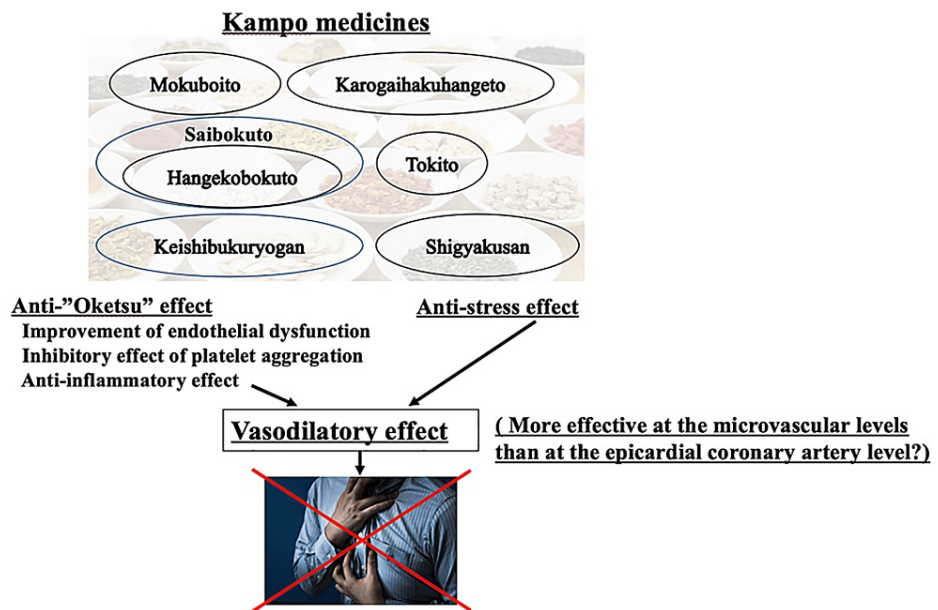 Kampo medicines
Mokuboito
Karogaihakuhangeto
Saibokuto
Hangekobokuto
Tokito
Keishibukuryogan
Shigyakusan
Anti-”Oketsu” effect
Improvement of endothelial dysfunction
Inhibitory effect of platelet aggregation
Anti-inflammatory effect
Anti-stress effect
Vasodilatory effect
( More effective at the microvascular levels
than at the epicardial coronary artery level?)